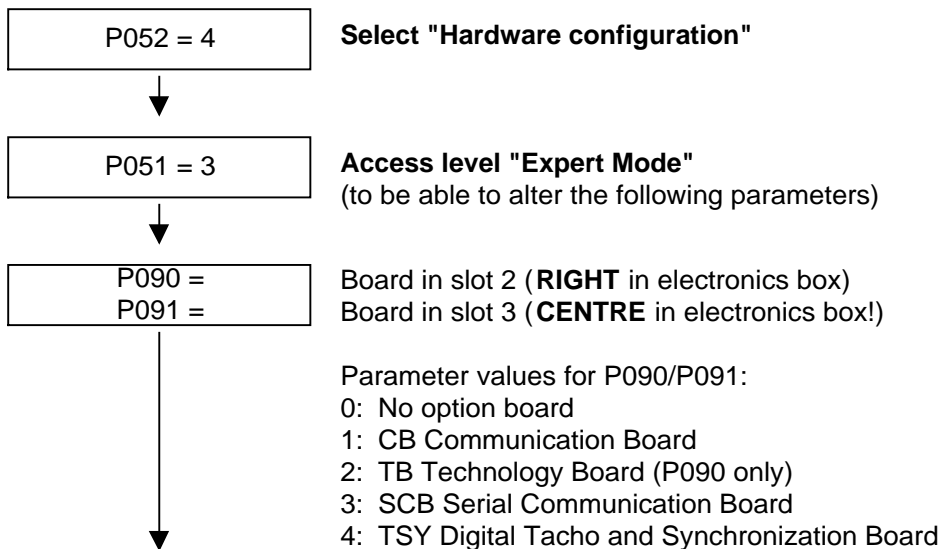 P052 = 4
Select "Hardware configuration"
P051 = 3
Access level "Expert Mode"
(to be able to alter the following parameters)
P090 =
Board in slot 2 (RIGHT in electronics box)
P091 =
Board in slot 3 (CENTRE in electronics box!)
Parameter values for P090/P091:
0: No option board
1: CB Communication Board
2: TB Technology Board (P090 only)
3: SCB Serial Communication Board
4: TSY Digital Tacho and Synchronization Board